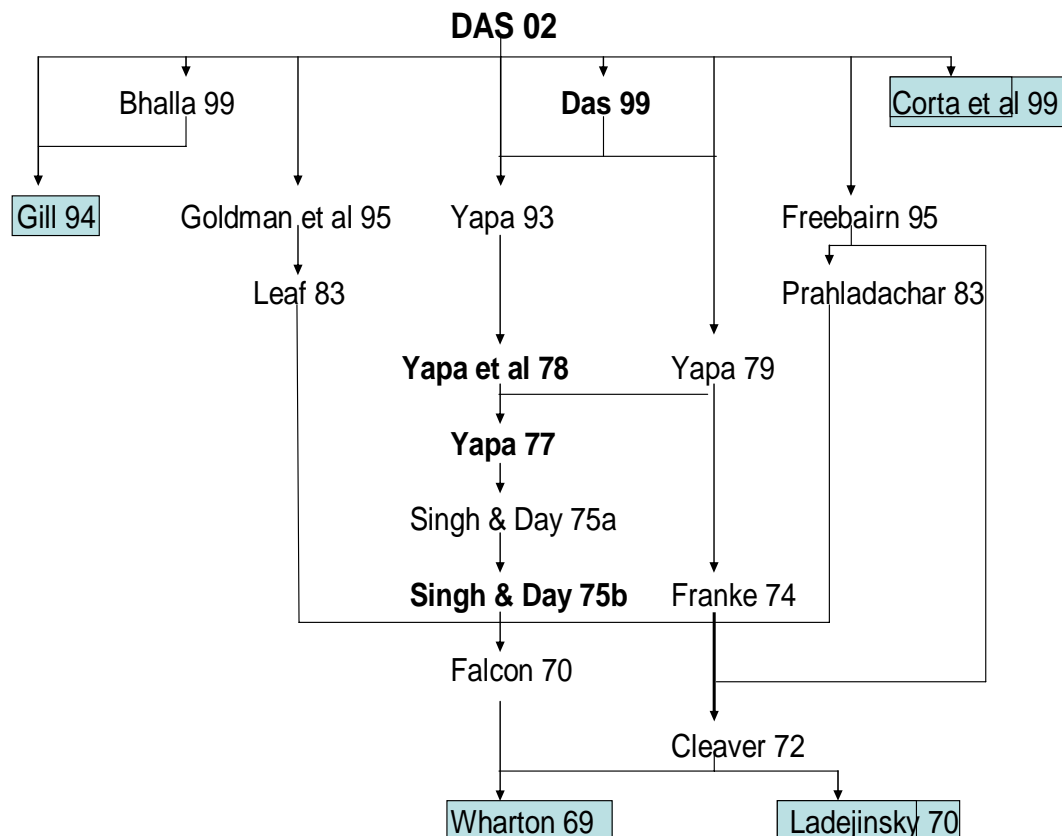 DAS 02
Bhalla 99
Das 99
Corta et al 99
Gill 94
Goldman et al 95
Yapa 93
Freebairn 95
Leaf 83
Prahladachar 83
Yapa et al 78
Yapa 79
Yapa 77
Singh & Day 75a
Singh & Day 75b
Franke 74
Falcon 70
Cleaver 72
Wharton 69
Ladejinsky 70